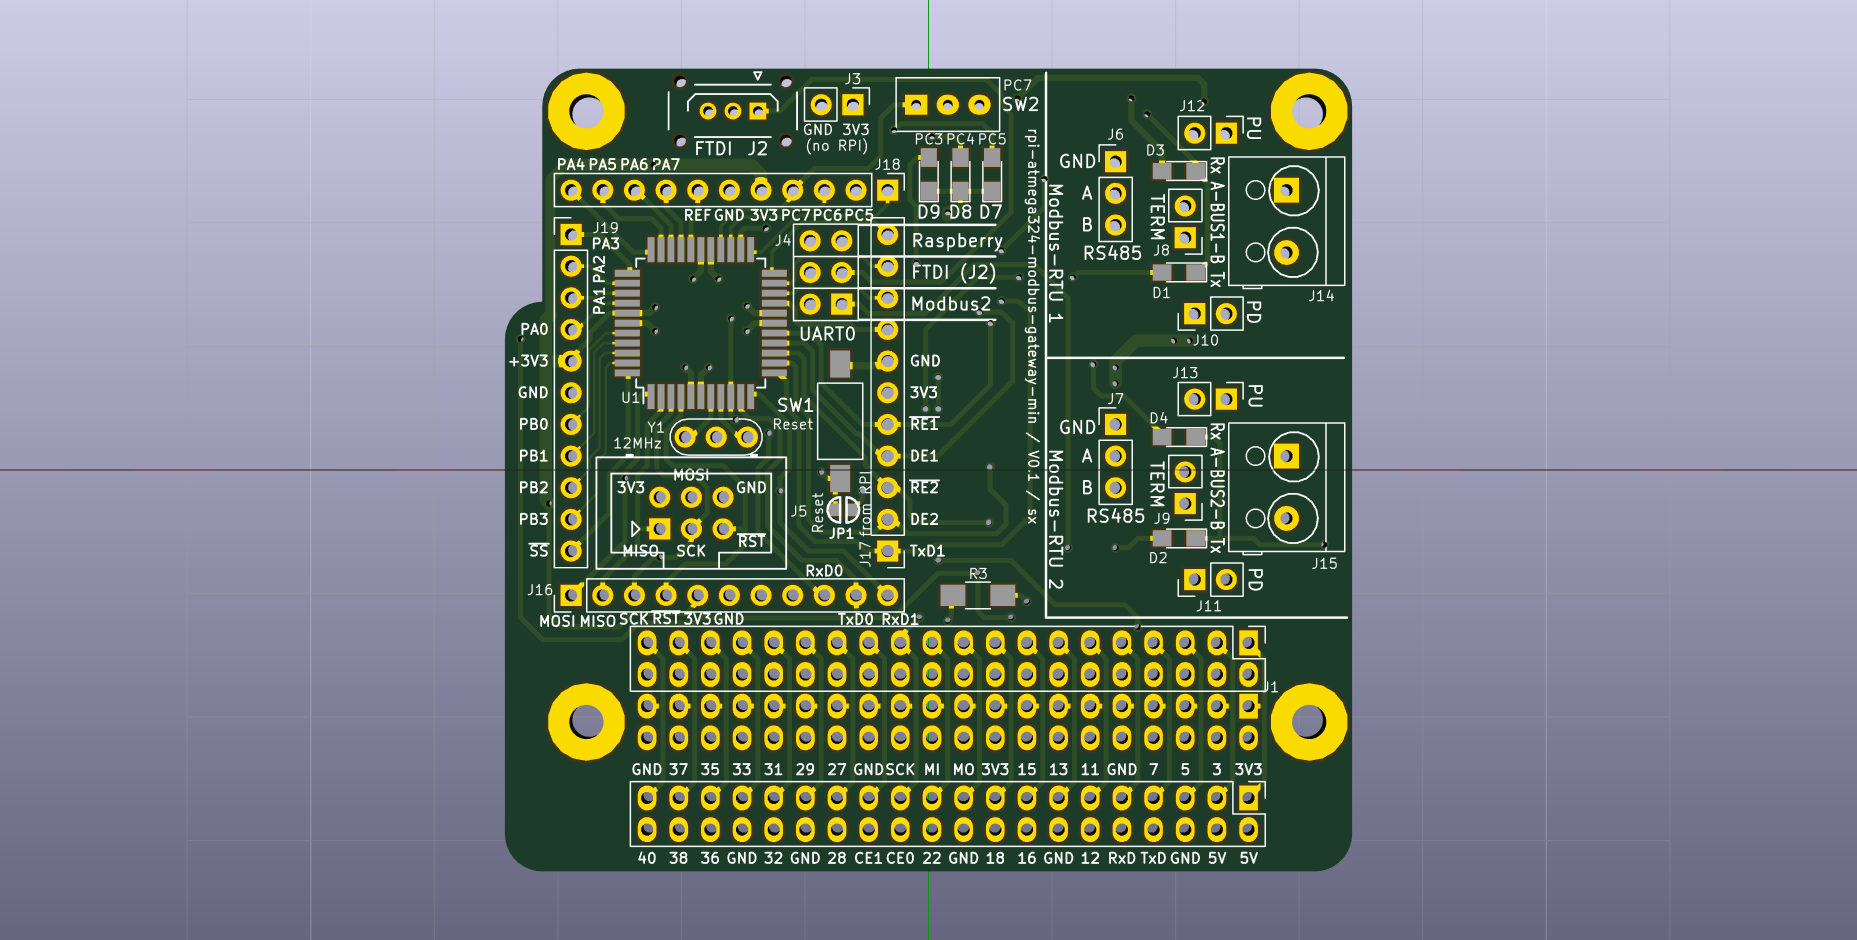 J3
PC7
SW2
GND 3V3
(no RPI)
FTDI J2
PC3 PC4 PC5
D9 D8 D7
PA4 PA5 PA6 PA7
J18
REF GND 3V3 PC7 PC6 PC5
J19
PA3
PA2
PA1
PA0
+3V3
GND
PB0
PB1
PB2
PB3
SS
J4
Raspberry
FTDI (J2)
Modbus2
UART0
U1
Y1
12MHz
SW1
Reset
GND
3V3
RE1
DE1
RE2
DE2
TxD1
MOSI
3V3
GND
J5
RST
MISO SCK
Reset
JP1
J17 from RPI
RxD0
J16
MOSI MISO SCK RST 3V3 GND
TxD0 RxD1
R3
rpi-atmega324-modbus-gateway-min / V0.1 / sx
Modbus-RTU 1
J6
GND
A
B
RS485
J12
PU
D3
Rx A-BUS1-B Tx
TERM
J8
D1
J14
PD
J10
Modbus-RTU 2
J7
GND
A
B
RS485
J13
PU
D4
Rx A-BUS2-B Tx
TERM
J9
D2
J15
PD
J11
J1
GND 37 35 33 31 29 27 GND SCK MI MO 3V3 15 13 11 GND 7 5 3 3V3
40 38 36 GND 32 GND 28 CE1 CE0 22 GND 18 16 GND 12 RxD TxD GND 5V 5V